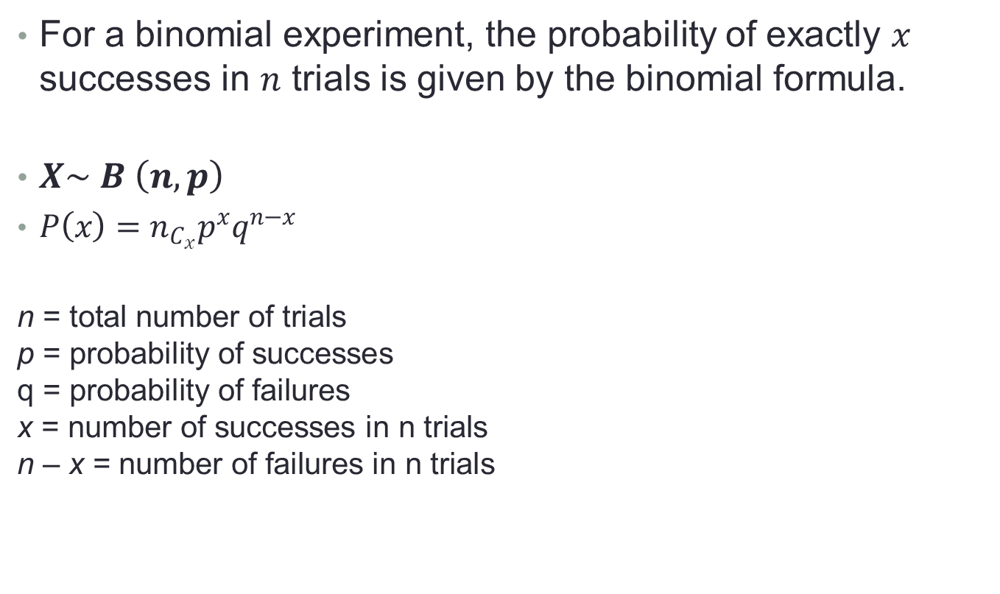 • For a binomial experiment, the probability of exactly x
successes in n trials is given by the binomial formula.
• X~ B (n,p)
• P(x) = n_{C_x} p^x q^{n−x}
n = total number of trials
p = probability of successes
q = probability of failures
x = number of successes in n trials
n – x = number of failures in n trials